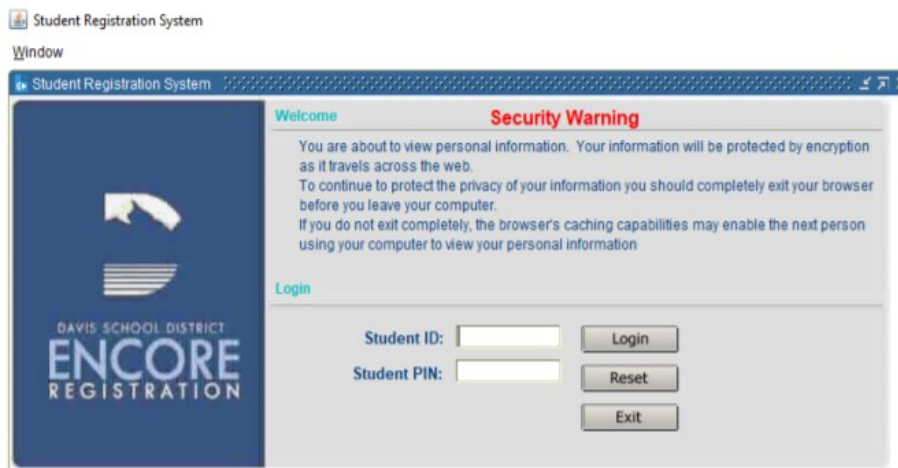 Student Registration System
Window
Student Registration System
Welcome
Security Warning
You are about to view personal information. Your information will be protected by encryption
as it travels across the web.
To continue to protect the privacy of your information you should completely exit your browser
before you leave your computer.
If you do not exit completely, the browser's caching capabilities may enable the next person
using your computer to view your personal information
Login
DAVIS SCHOOL DISTRICT
ENCORE
REGISTRATION
Student ID:
Login
Student PIN:
Reset
Exit